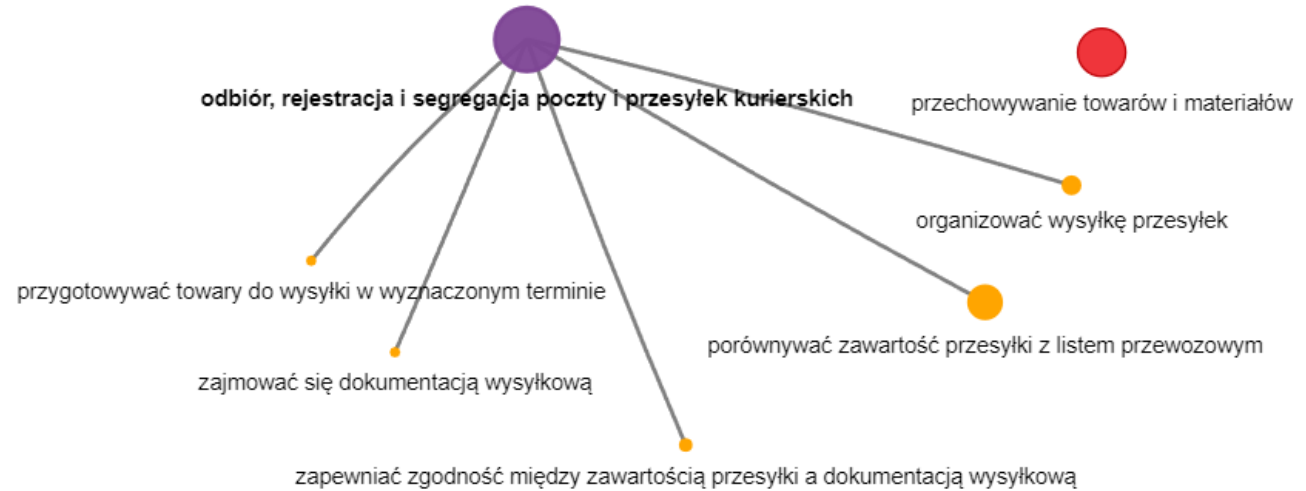 odbiór, rejestracja i segregacja poczty i przesyłek kurierskich
przechowywanie towarów i materiałów
organizować wysyłkę przesyłek
przygotowywać towary do wysyłki w wyznaczonym terminie
porównywać zawartość przesyłki z listem przewozowym
zajmować się dokumentacją wysyłkową
zapewniać zgodność między zawartością przesyłki a dokumentacją wysyłkową